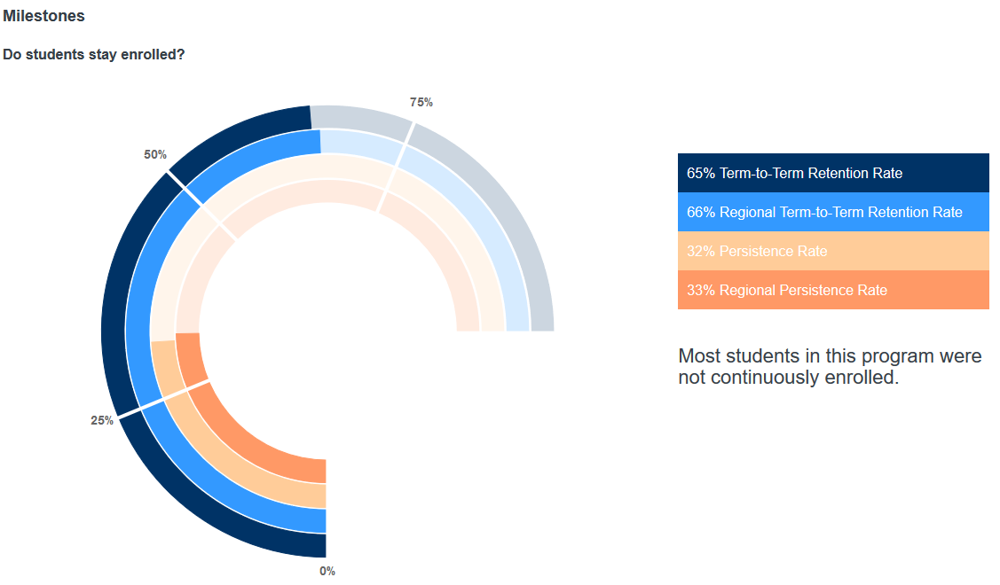 Milestones
Do students stay enrolled?
75%
50%
25%
0%
65% Term-to-Term Retention Rate
66% Regional Term-to-Term Retention Rate
32% Persistence Rate
33% Regional Persistence Rate
Most students in this program were
not continuously enrolled.